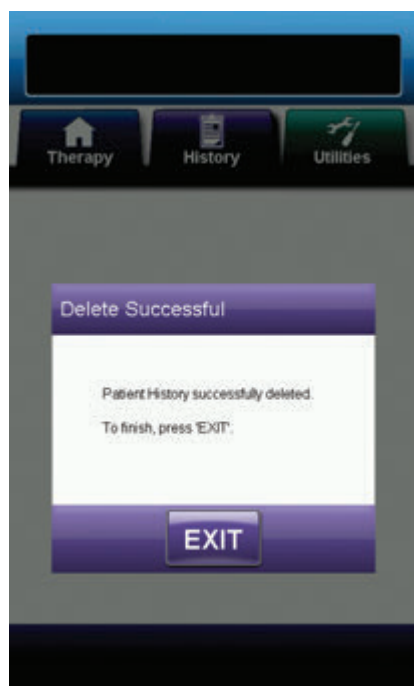 Therapy History Utilities
Delete Successful
Patient History successfully deleted.
To finish, press 'EXIT'.
EXIT